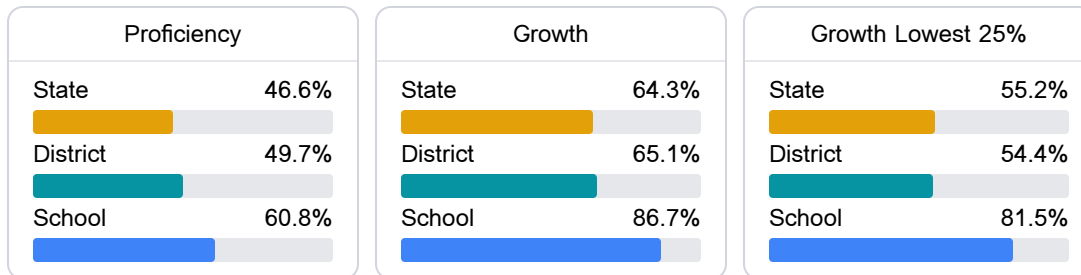 Proficiency
State 46.6%
District 49.7%
School 60.8%
Growth
State 64.3%
District 65.1%
School 86.7%
Growth Lowest 25%
State 55.2%
District 54.4%
School 81.5%